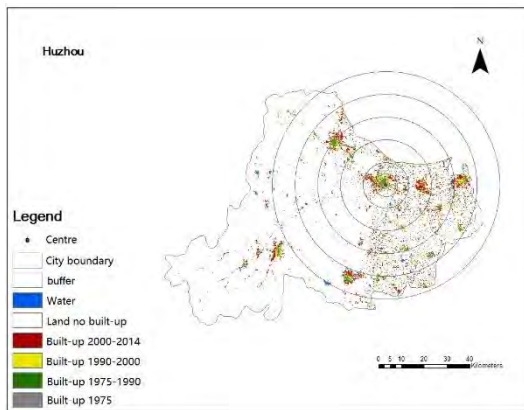 Huzhou
N
Legend
Centre
City boundary
buffer
Water
Land no built-up
Built-up 2000-2014
Built-up 1990-2000
Built-up 1975-1990
Built-up 1975
0 5 10 20 30 40
Kilometers